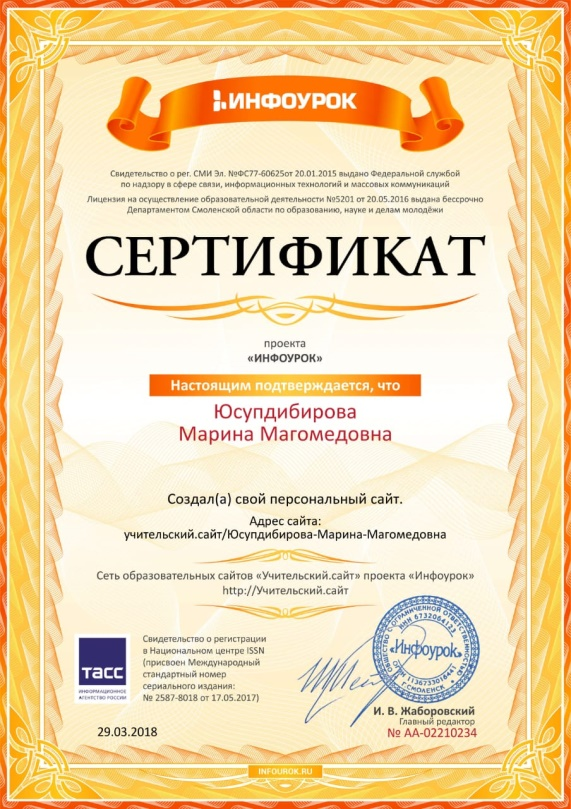 ИНФОУРОК
Свидетельство о рег. СМИ Эл. №ФС77-60625от 20.01.2015 выдано Федеральной службой
по надзору в сфере связи, информационных технологий и массовых коммуникаций
Лицензия на осуществление образовательной деятельности №5201 от 20.05.2016 выдана бессрочно
Департаментом Смоленской области по образованию, науке и делам молодёжи
СЕРТИФИКАТ
проекта
«ИНФОУРОК»
Настоящим подтверждается, что
Юсупдибирова
Марина Магомедовна
Создал(а) свой персональный сайт.
Адрес сайта:
учительский.сайт/Юсупдибирова-Марина-Магомедовна
Сеть образовательных сайтов «Учительский.сайт» проекта «Инфоурок»
http://Учительский.сайт
ТАСС
ИНФОРМАЦИОННОЕ
АГЕНТСТВО РОССИИ
Свидетельство о регистрации
в Национальном центре ISSN
(присвоен Международный
стандартный номер
сериального издания:
№ 2587-8018 от 17.05.2017)
ОБЩЕСТВО С ОГРАНИЧЕННОЙ ОТВЕТСТВЕННОСТЬЮ
«Инфоурок»
Г.СМОЛЕНСК
И. В. Жаборовский
Главный редактор
29.03.2018
№ АА-02210234
INFOUROK.RU